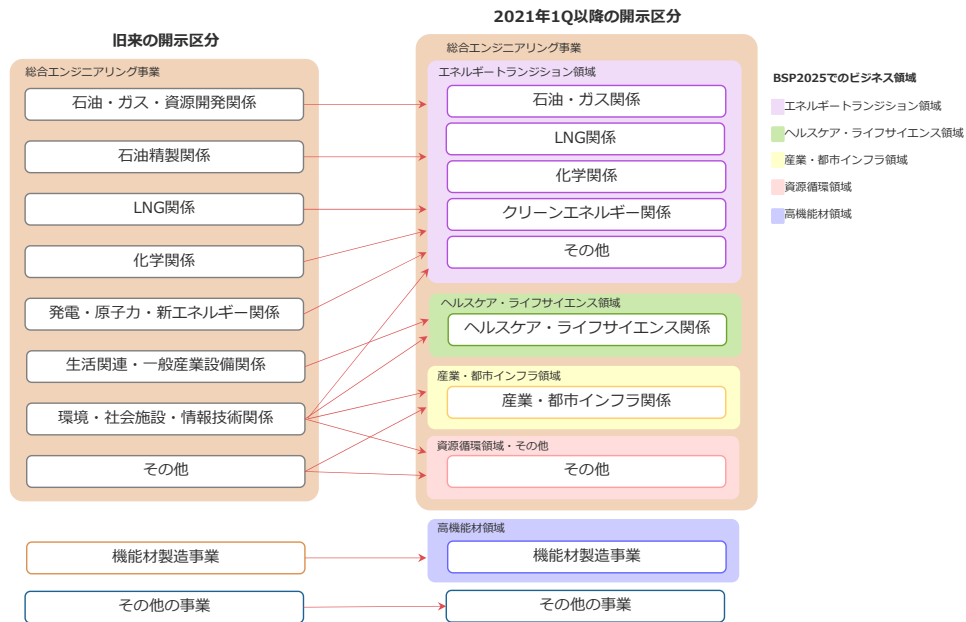 旧来の開示区分
総合エンジニアリング事業
石油・ガス・資源開発関係
石油精製関係
LNG関係
化学関係
発電・原子力・新エネルギー関係
生活関連・一般産業設備関係
環境・社会施設・情報技術関係
その他
機能材製造事業
その他の事業
2021年1Q以降の開示区分
総合エンジニアリング事業
エネルギートランジション領域
石油・ガス関係
LNG関係
化学関係
クリーンエネルギー関係
その他
ヘルスケア・ライフサイエンス領域
ヘルスケア・ライフサイエンス関係
産業・都市インフラ領域
産業・都市インフラ関係
資源循環領域・その他
その他
高機能材領域
機能材製造事業
その他の事業
BSP2025でのビジネス領域
エネルギートランジション領域
ヘルスケア・ライフサイエンス領域
産業・都市インフラ領域
資源循環領域
高機能材領域